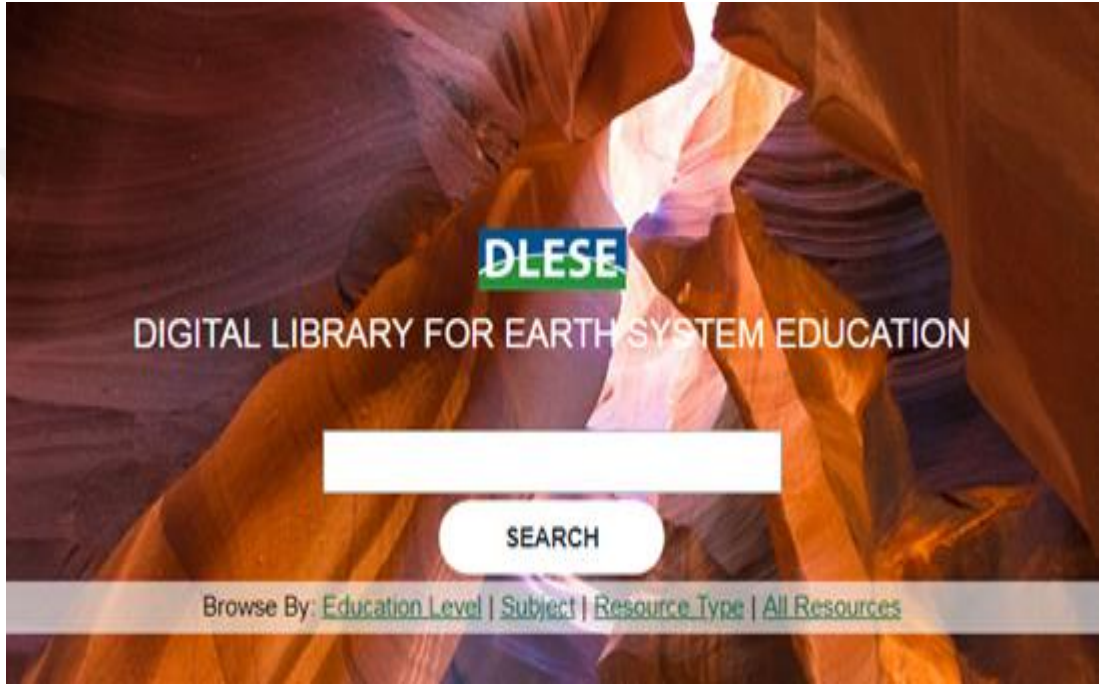 DLESE
DIGITAL LIBRARY FOR EARTH SYSTEM EDUCATION
SEARCH
Browse By: Education Level | Subject | Resource Type | All Resources